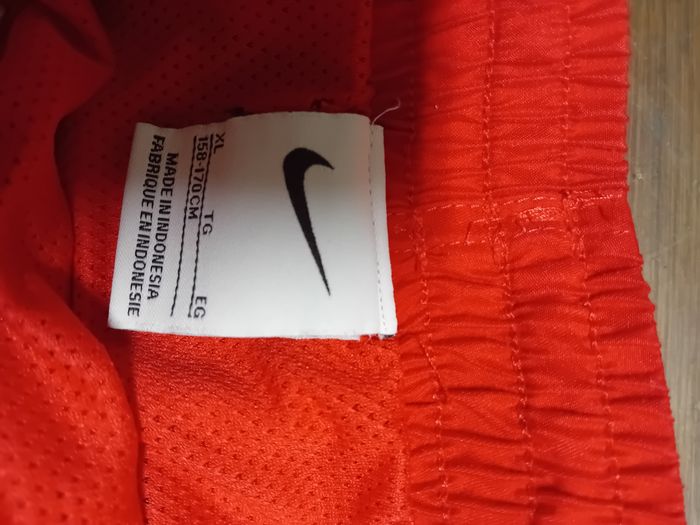 XL TG EG
158-170CM
MADE IN INDONESIA
FABRIQUE EN INDONESIE